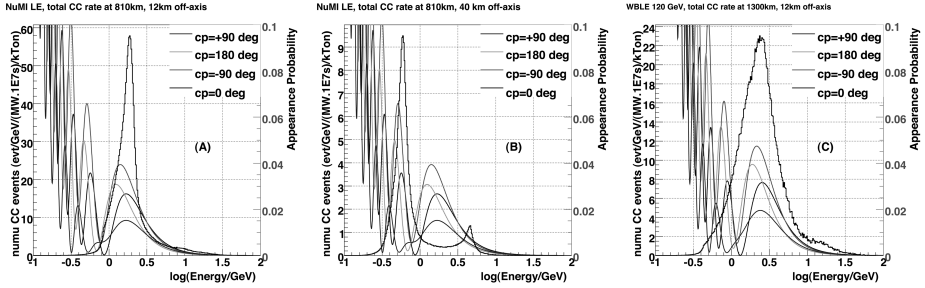 NuMI LE, total CC rate at 810km, 12km off-axis
numu CC events (evt/GeV/(MW.1E7s)/kTon)
60
50
40
30
20
10
0
0.1
0.08
0.06
0.04
0.02
0
Appearance Probability
cp=+90 deg
cp=180 deg
cp=-90 deg
cp=0 deg
(A)
-1
-0.5
0
0.5
1
1.5
2
log(Energy/GeV)
NuMI LE, total CC rate at 810km, 40 km off-axis
numu CC events (evt/GeV/(MW.1E7s)/kTon)
9
8
7
6
5
4
3
2
1
0
0.1
0.08
0.06
0.04
0.02
0
Appearance Probability
cp=+90 deg
cp=180 deg
cp=-90 deg
cp=0 deg
(B)
-1
-0.5
0
0.5
1
1.5
2
log(Energy/GeV)
WBLE 120 GeV, total CC rate at 1300km, 12km off-axis
numu CC events (evt/GeV/(MW.1E7s)/kTon)
24
22
20
18
16
14
12
10
8
6
4
2
0
0.1
0.08
0.06
0.04
0.02
0
Appearance Probability
cp=+90 deg
cp=180 deg
cp=-90 deg
cp=0 deg
(C)
-1
-0.5
0
0.5
1
1.5
2
log(Energy/GeV)